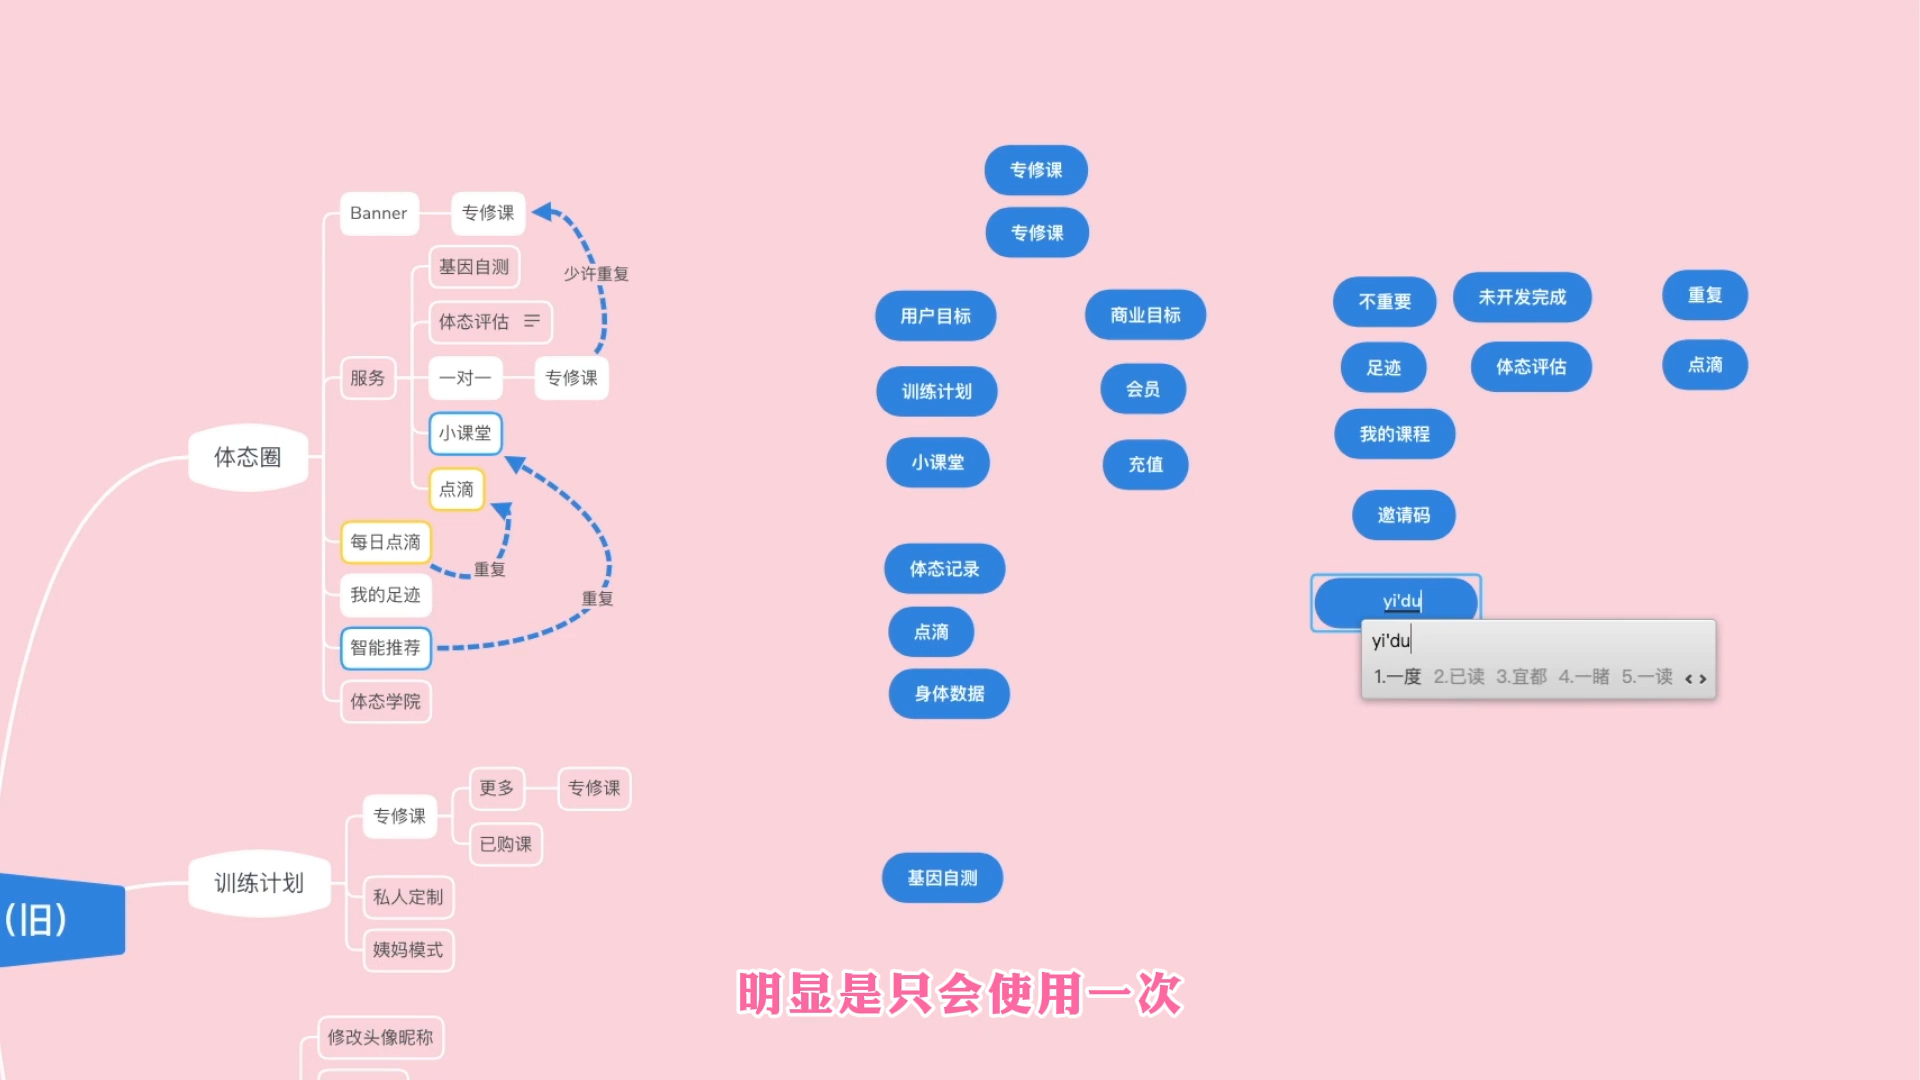 Banner
专修课
基因自测
少许重复
体态评估
服务
一对一
专修课
小课堂
体态圈
点滴
每日点滴
重复
我的足迹
重复
智能推荐
体态学院
更多
专修课
专修课
已购课
(旧)
训练计划
私人定制
姨妈模式
修改头像昵称
专修课
专修课
用户目标
商业目标
训练计划
会员
小课堂
充值
体态记录
点滴
身体数据
基因自测
不重要
未开发完成
重复
足迹
体态评估
点滴
我的课程
邀请码
yi'du
yi'du
1.一度 2.已读 3.宜都 4.一睹 5.一读
明显是只会使用一次